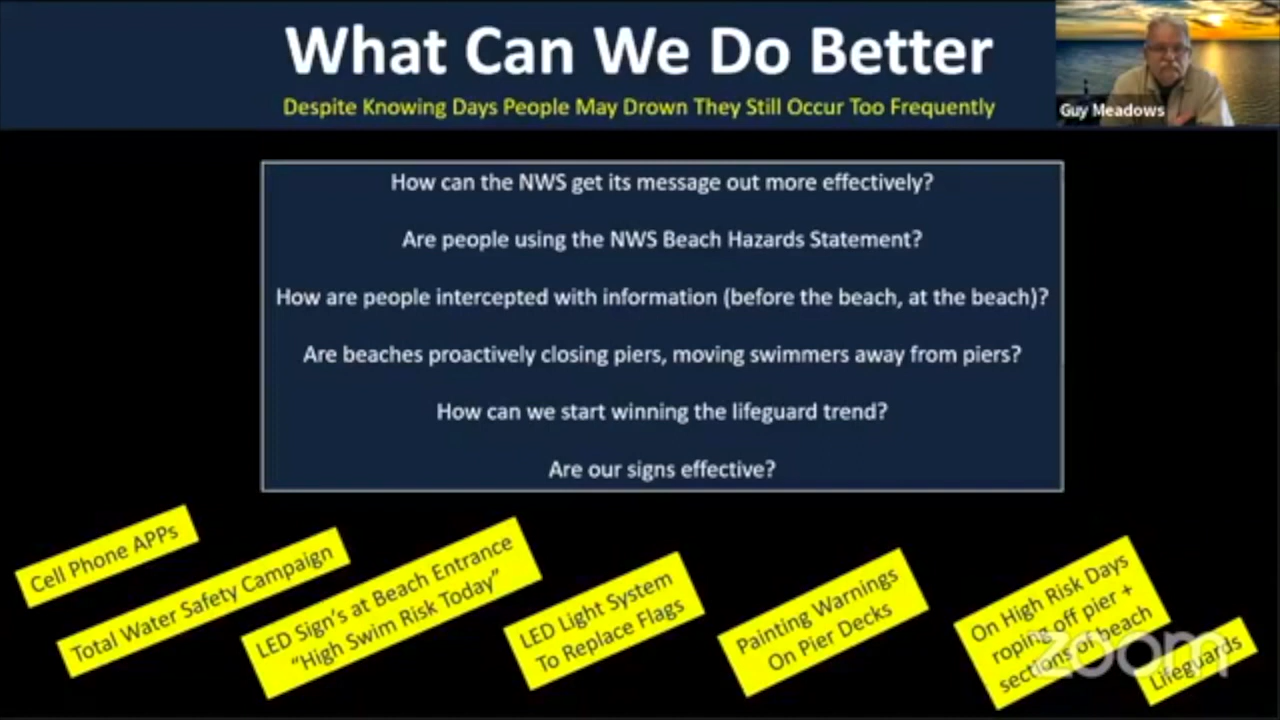 What Can We Do Better
Despite Knowing Days People May Drown They Still Occur Too Frequently
Guy Meadows
How can the NWS get its message out more effectively?
Are people using the NWS Beach Hazards Statement?
How are people intercepted with information (before the beach, at the beach)?
Are beaches proactively closing piers, moving swimmers away from piers?
How can we start winning the lifeguard trend?
Are our signs effective?
Cell Phone APPs
Total Water Safety Campaign
LED Sign's at Beach Entrance
"High Swim Risk Today"
LED Light System
To Replace Flags
Painting Warnings
On Pier Decks
On High Risk Days
roping off pier +
sections of beach
Lifeguards
zoom